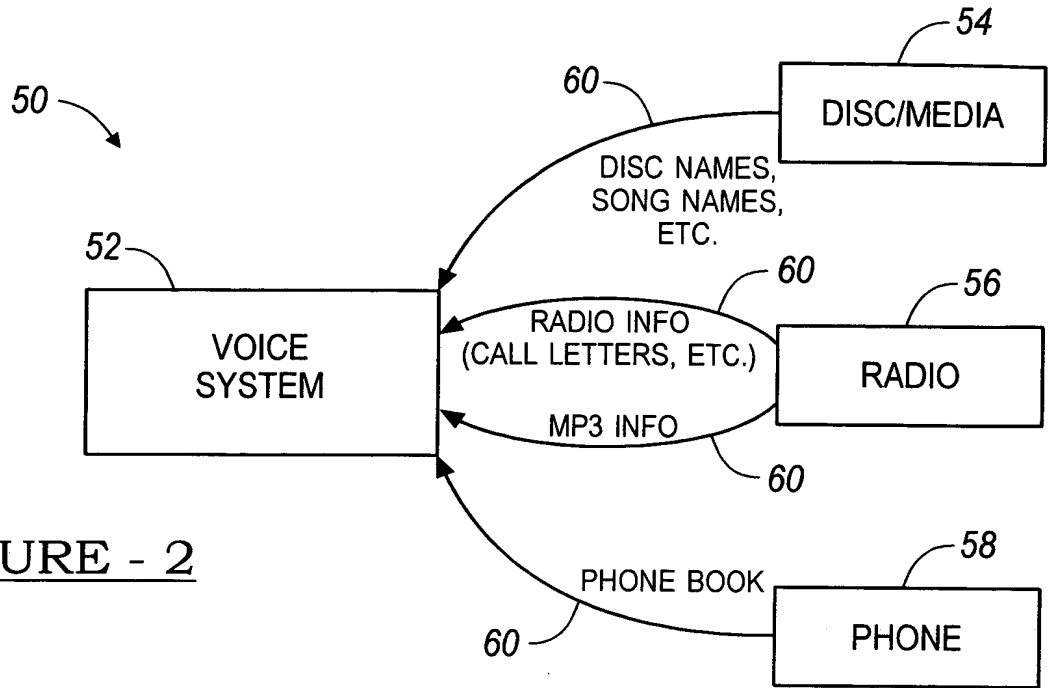 54
60
50
DISC/MEDIA
DISC NAMES,
SONG NAMES,
ETC.
52
60
56
VOICE
SYSTEM
RADIO INFO
(CALL LETTERS, ETC.)
RADIO
MP3 INFO
60
URE - 2
58
PHONE BOOK
60
PHONE